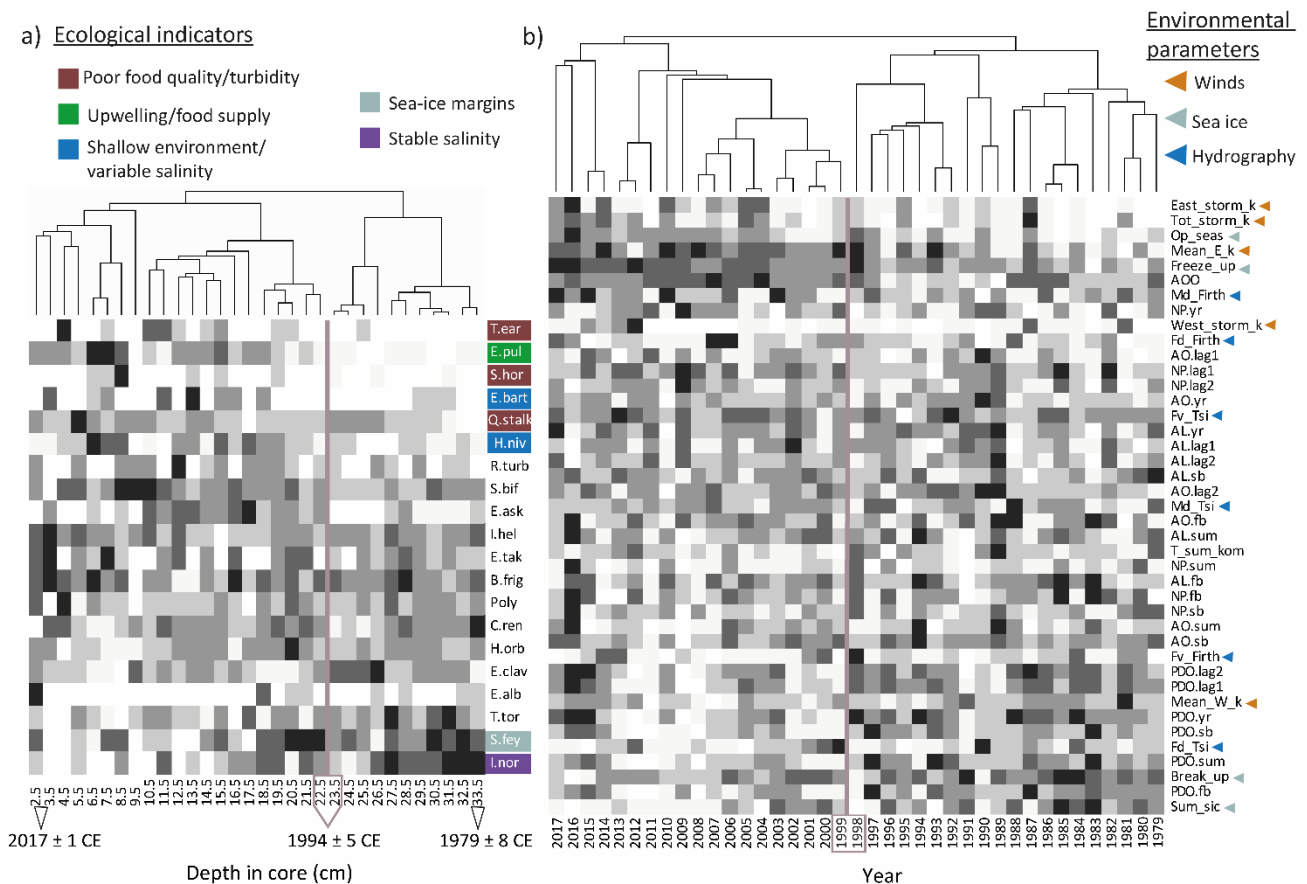 a) Ecological indicators
Poor food quality/turbidity
Upwelling/food supply
Shallow environment/
variable salinity
Sea-ice margins
Stable salinity
T.ear
E.pul
S.hor
E.bart
Q.stalk
H.niv
R.turb
S.bif
E.ask
I.hel
E.tak
B.frig
Poly
C.ren
H.orb
E.clav
E.alb
T.tor
S.fey
I.nor
2.5
3.5
4.5
5.5
6.5
7.5
8.5
9.5
10.5
11.5
12.5
13.5
14.5
15.5
16.5
17.5
18.5
19.5
20.5
21.5
22.5
23.5
24.5
25.5
26.5
27.5
28.5
29.5
30.5
31.5
32.5
33.5
2017 ± 1 CE
1994 ± 5 CE
1979 ± 8 CE
Depth in core (cm)
b)
Environmental
parameters
Winds
Sea ice
Hydrography
East_storm_k
Tot_storm_k
Op_seas
Mean_E_k
Freeze_up
AOO
Md_Firth
NP.yr
West_storm_k
Fd_Firth
AO.lag1
NP.lag1
NP.lag2
AO.yr
Fv_Tsi
AL.yr
AL.lag1
AL.lag2
AL.sb
AO.lag2
Md_Tsi
AO.fb
AL.sum
T_sum_kom
NP.sum
AL.fb
NP.fb
NP.sb
AO.sum
AO.sb
Fv_Firth
PDO.lag2
PDO.lag1
Mean_W_k
PDO.yr
PDO.sb
Fd_Tsi
PDO.sum
Break_up
PDO.fb
Sum_sic
2017
2016
2015
2014
2013
2012
2011
2010
2009
2008
2007
2006
2005
2004
2003
2002
2001
2000
1999
1998
1997
1996
1995
1994
1993
1992
1991
1990
1989
1988
1987
1986
1985
1984
1983
1982
1981
1980
1979
Year